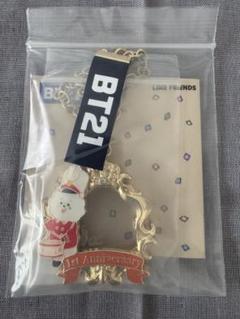 LINE FRIENDS
BT21
1st Anniversary